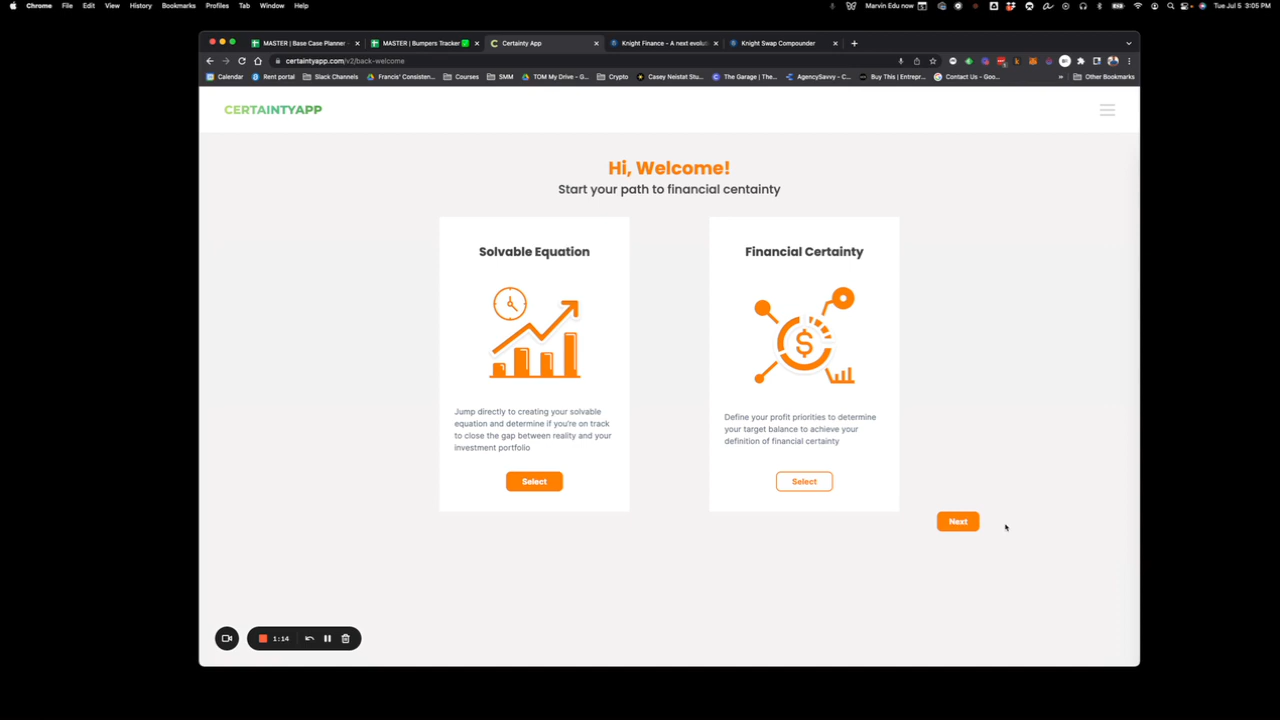 Chrome File Edit View History Bookmarks Profiles Tab Window Help Marvin Edu now Tue Jul 5 3:05 PM
MASTER | Base Case Planner - MASTER | Bumpers Tracker Certainty App Knight Finance - A next evoluti Knight Swap Compounder
certaintyapp.com/v2/back-welcome
Calendar Rent portal Slack Channels Francis' Consisten... Courses SMM TOM My Drive – G... Crypto Casey Neistat Stu... The Garage | The... AgencySavvy – C... Buy This | Entrepr... Contact Us - Goo... » Other Bookmarks
CERTAINTYAPP
Hi, Welcome!
Start your path to financial centainty
Solvable Equation
Jump directly to creating your solvable
equation and determine if you're on track
to close the gap between reality and your
investment portfolio
Select
Financial Certainty
$
Define your profit priorities to determine
your target balance to achieve your
definition of financial certainty
Select
Next
1:14